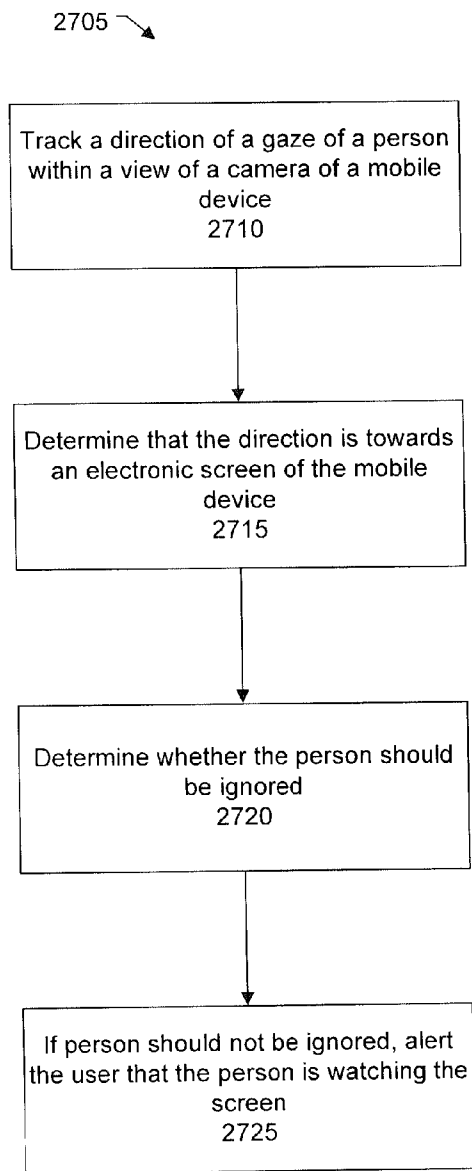 2705
Track a direction of a gaze of a person
within a view of a camera of a mobile
device
2710
Determine that the direction is towards
an electronic screen of the mobile
device
2715
Determine whether the person should
be ignored
2720
If person should not be ignored, alert
the user that the person is watching the
screen
2725